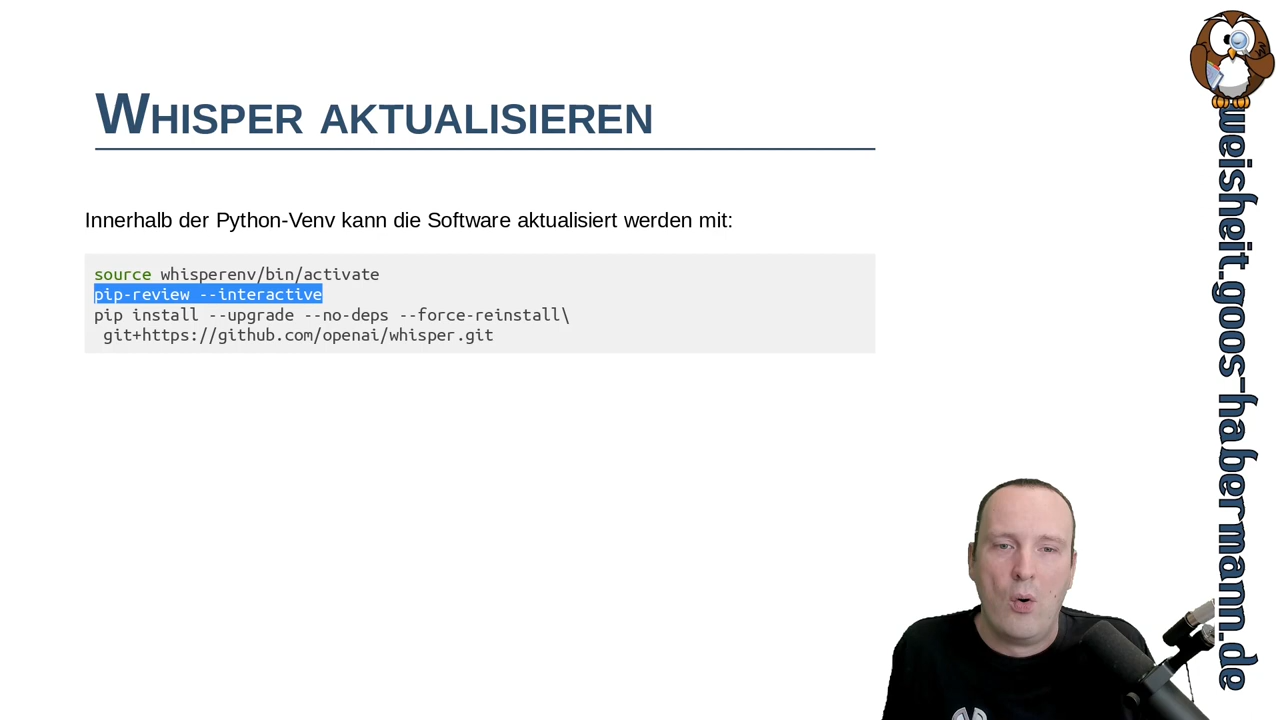 Whisper aktualisieren
Innerhalb der Python-Venv kann die Software aktualisiert werden mit:
source whisperenv/bin/activate
pip-review --interactive
pip install --upgrade --no-deps --force-reinstall\
git+https://github.com/openai/whisper.git
weisheit.goos-habermann.de